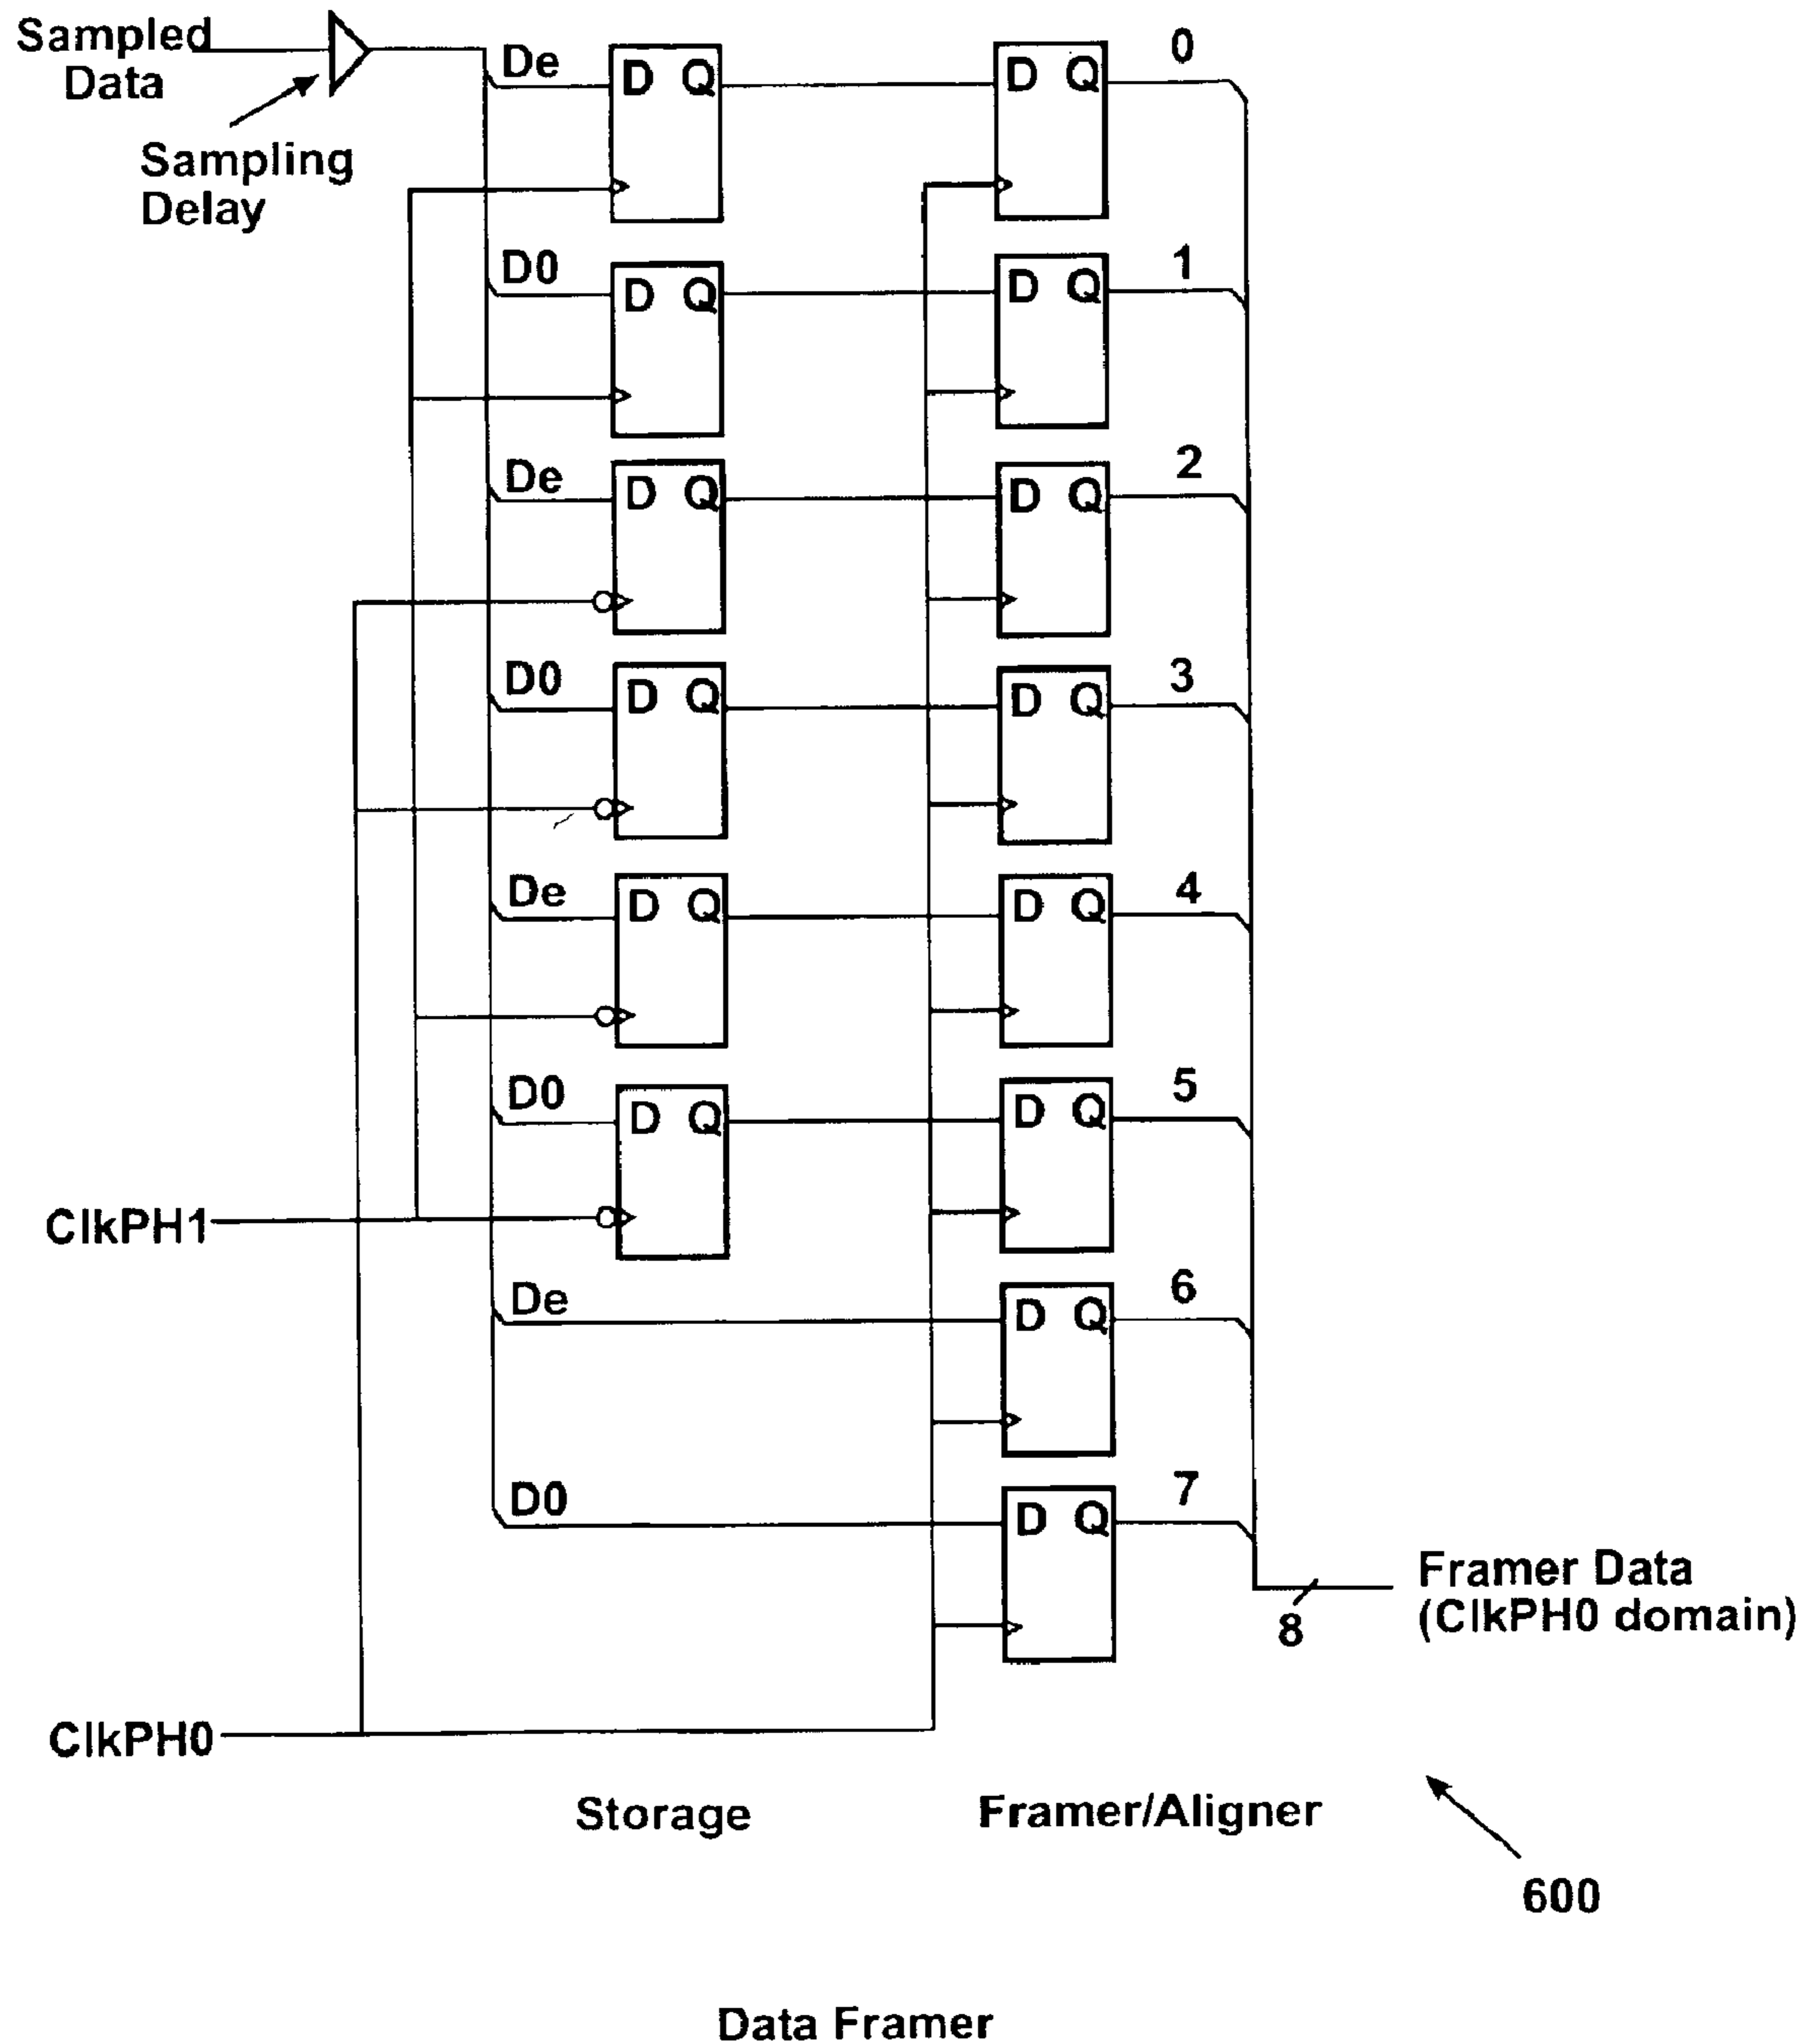 Sampled
Data
Sampling
Delay
De
D Q
D Q
0
D0
D Q
D Q
1
De
D Q
D Q
2
D0
D Q
D Q
3
De
D Q
D Q
4
D0
D Q
D Q
5
ClkPH1
De
D Q
6
D0
D Q
7
Framer Data
(ClkPH0 domain)
8
ClkPH0
Storage
Framer/Aligner
600
Data Framer